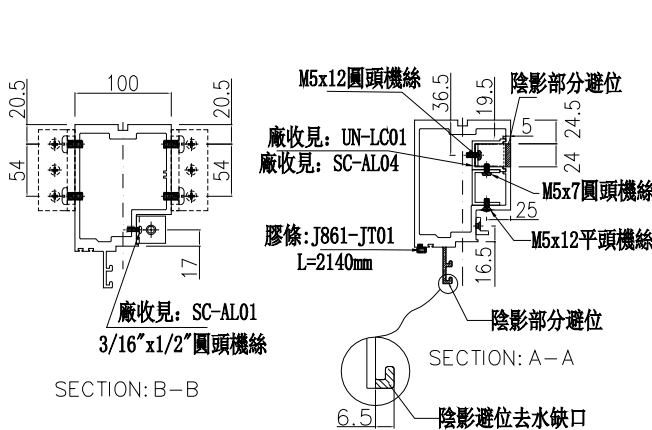 100
20.5
20.5
54
54
17
廠收見：SC-AL01
3/16"x1/2"圓頭機絲
SECTION: B-B
M5x12圓頭機絲
36.5
19.5
陰影部分避位
5
24.5
24
廠收見：UN-LC01
廠收見：SC-AL04
M5x7圓頭機絲
25
膠條:J861-JT01
L=2140mm
M5x12平頭機絲
16.5
陰影部分避位
SECTION: A-A
6.5
陰影避位去水缺口